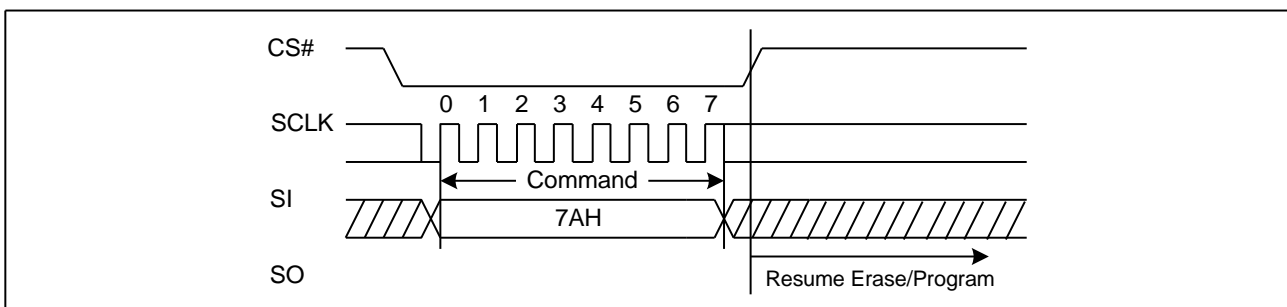 CS#
0 1 2 3 4 5 6 7
SCLK
Command
SI
7AH
SO
Resume Erase/Program